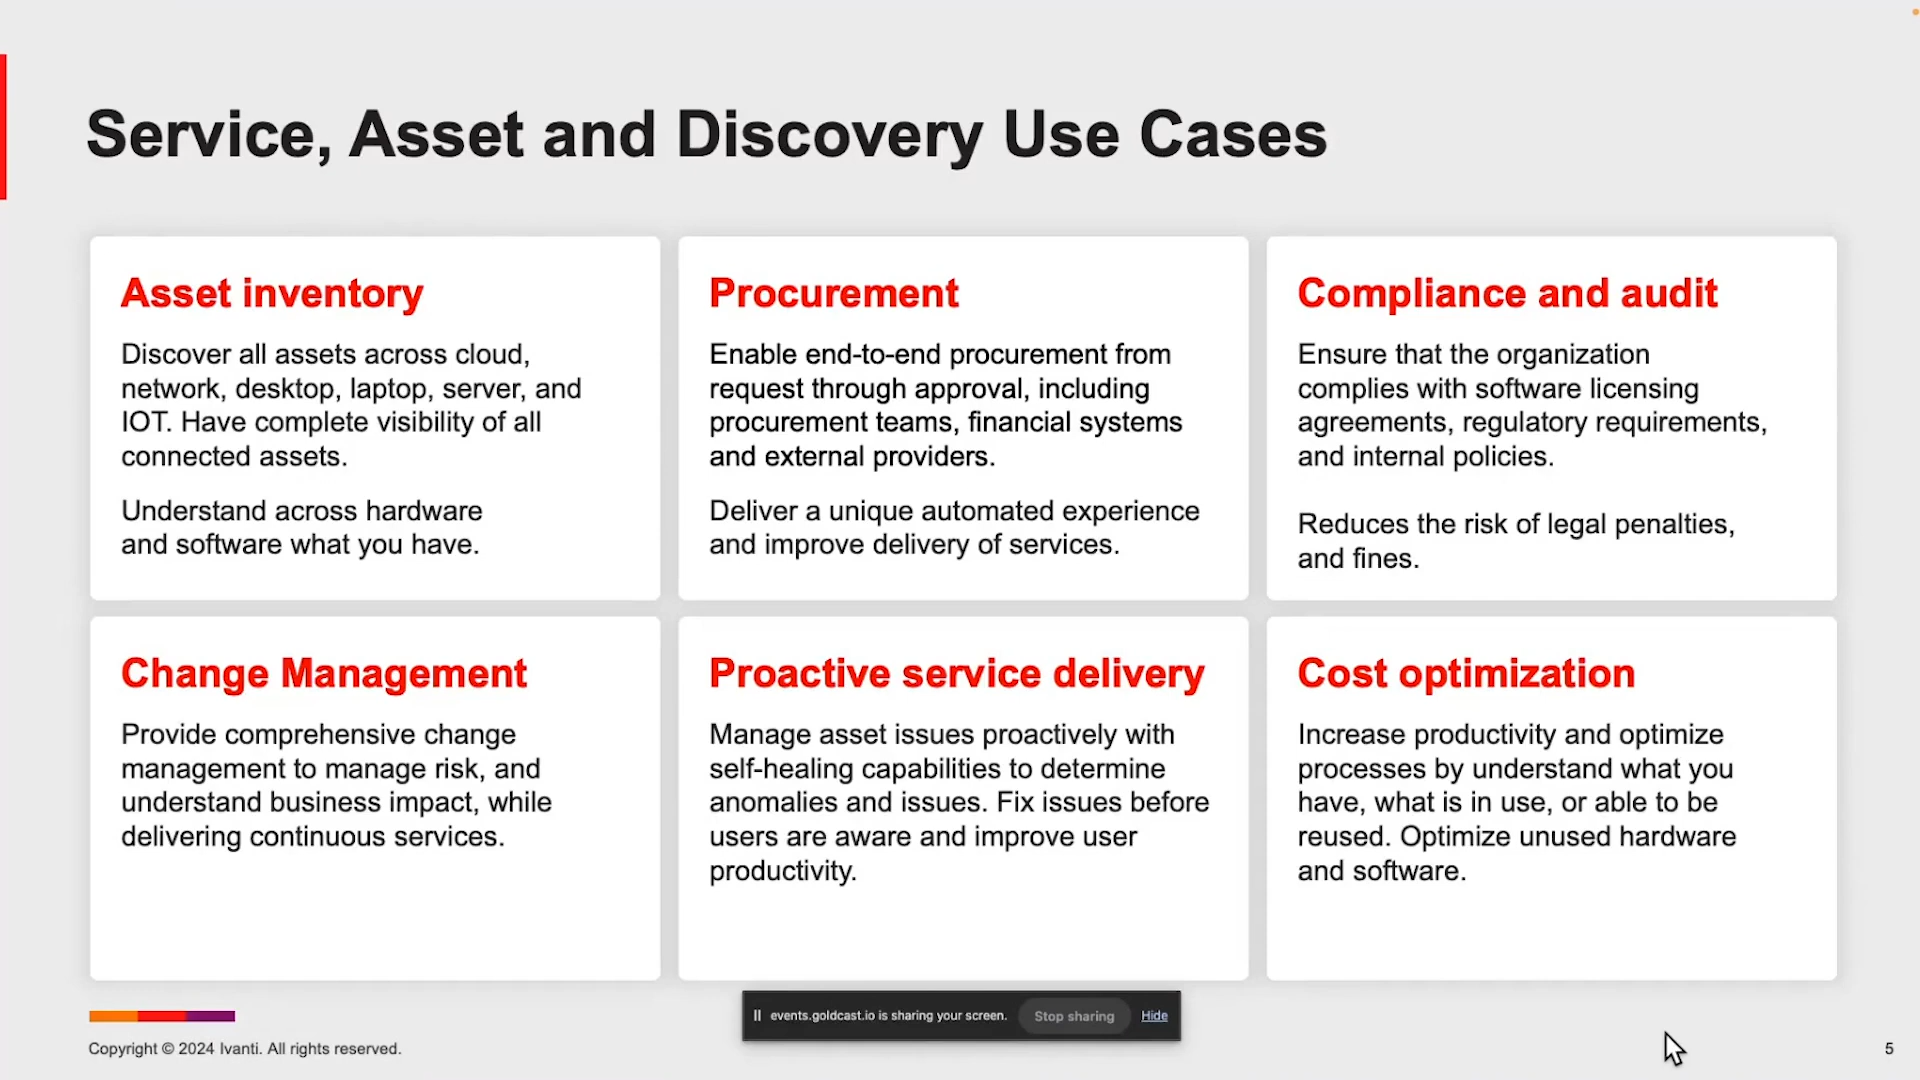 Service, Asset and Discovery Use Cases
Asset inventory
Discover all assets across cloud,
network, desktop, laptop, server, and
IOT. Have complete visibility of all
connected assets.
Understand across hardware
and software what you have.
Procurement
Enable end-to-end procurement from
request through approval, including
procurement teams, financial systems
and external providers.
Deliver a unique automated experience
and improve delivery of services.
Compliance and audit
Ensure that the organization
complies with software licensing
agreements, regulatory requirements,
and internal policies.
Reduces the risk of legal penalties,
and fines.
Change Management
Provide comprehensive change
management to manage risk, and
understand business impact, while
delivering continuous services.
Proactive service delivery
Manage asset issues proactively with
self-healing capabilities to determine
anomalies and issues. Fix issues before
users are aware and improve user
productivity.
Cost optimization
Increase productivity and optimize
processes by understand what you
have, what is in use, or able to be
reused. Optimize unused hardware
and software.
events.goldcast.io is sharing your screen. Stop sharing Hide
Copyright © 2024 Ivanti. All rights reserved.
5